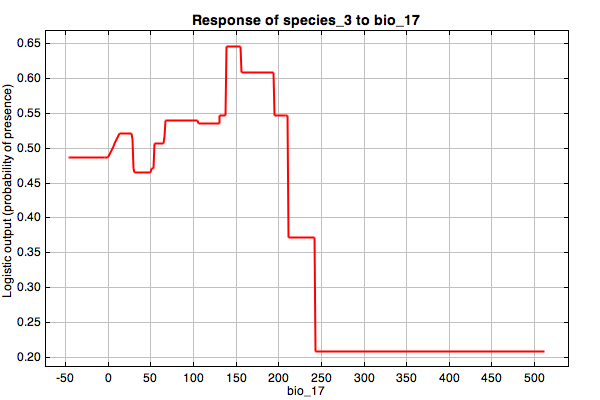 Response of species_3 to bio_17
Logistic output (probability of presence)
0.65
0.60
0.55
0.50
0.45
0.40
0.35
0.30
0.25
0.20
-50 0 50 100 150 200 250 300 350 400 450 500
bio_17